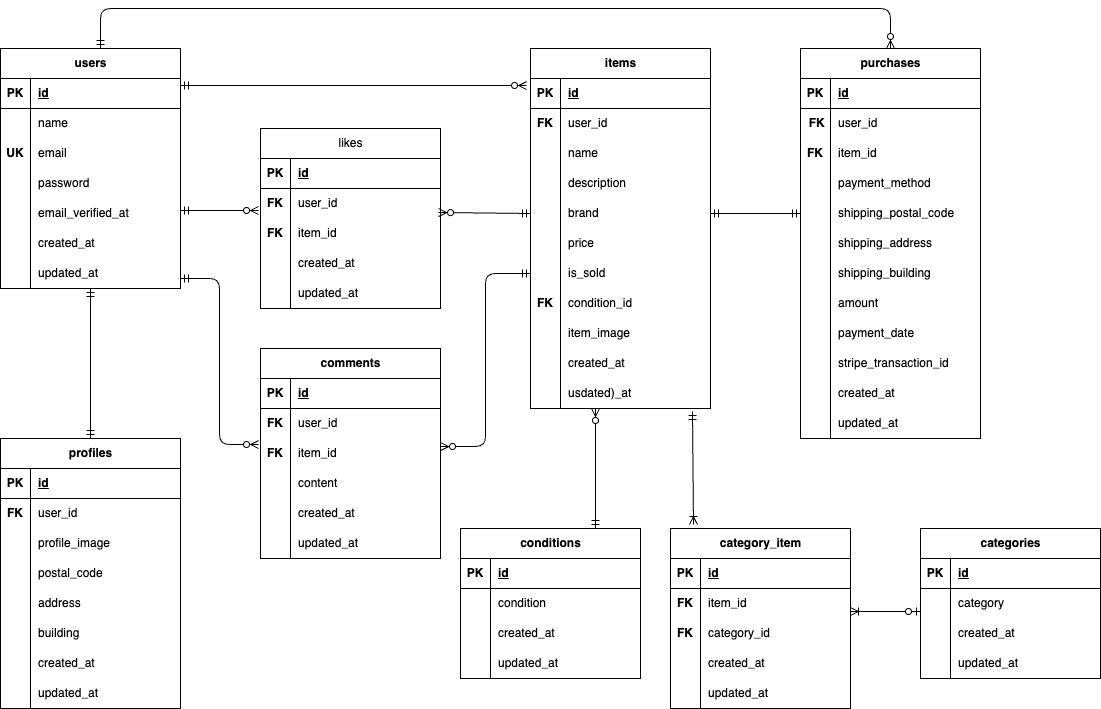 users
PK id
name
UK email
password
email_verified_at
created_at
updated_at
likes
PK id
FK user_id
FK item_id
created_at
updated_at
comments
PK id
FK user_id
FK item_id
content
created_at
updated_at
profiles
PK id
FK user_id
profile_image
postal_code
address
building
created_at
updated_at
items
PK id
FK user_id
name
description
brand
price
is_sold
FK condition_id
item_image
created_at
usdated)_at
purchases
PK id
FK user_id
FK item_id
payment_method
shipping_postal_code
shipping_address
shipping_building
amount
payment_date
stripe_transaction_id
created_at
updated_at
conditions
PK id
condition
created_at
updated_at
category_item
PK id
FK item_id
FK category_id
created_at
updated_at
categories
PK id
category
created_at
updated_at